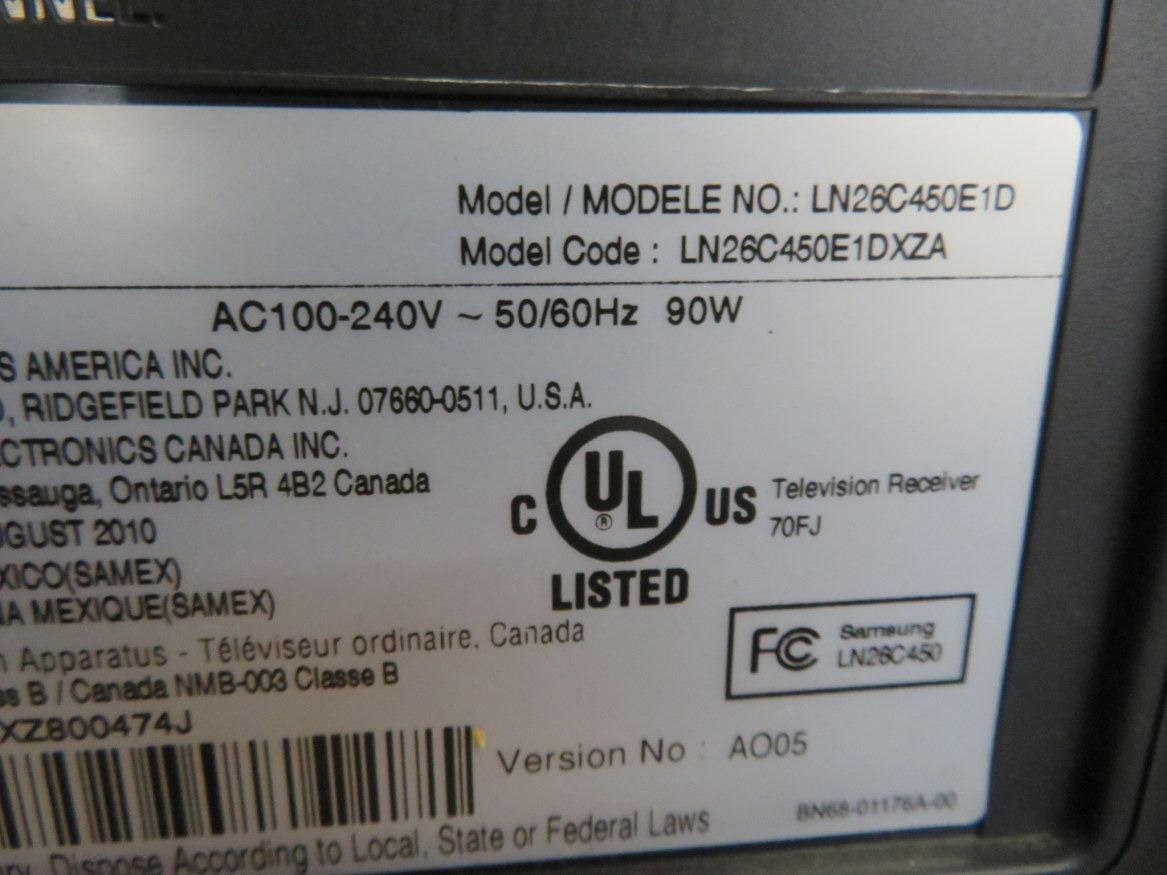 Model / MODELE NO.: LN26C450E1D
Model Code : LN26C450E1DXZA
AC100-240V ~ 50/60Hz 90W
S AMERICA INC.
, RIDGEFIELD PARK N.J. 07660-0511, U.S.A.
CTRONICS CANADA INC.
ssauga, Ontario L5R 4B2 Canada
GUST 2010
XICO(SAMEX)
NA MEXIQUE(SAMEX)
n Apparatus - Téléviseur ordinaire, Canada
ss B / Canada NMB-003 Classe B
XZ800474J
C UL ® US
LISTED
Television Receiver
70FJ
FC Samsung
LN26C450
Version No : AO05
BN68-01176A-00
ry. Dispose According to Local, State or Federal Laws